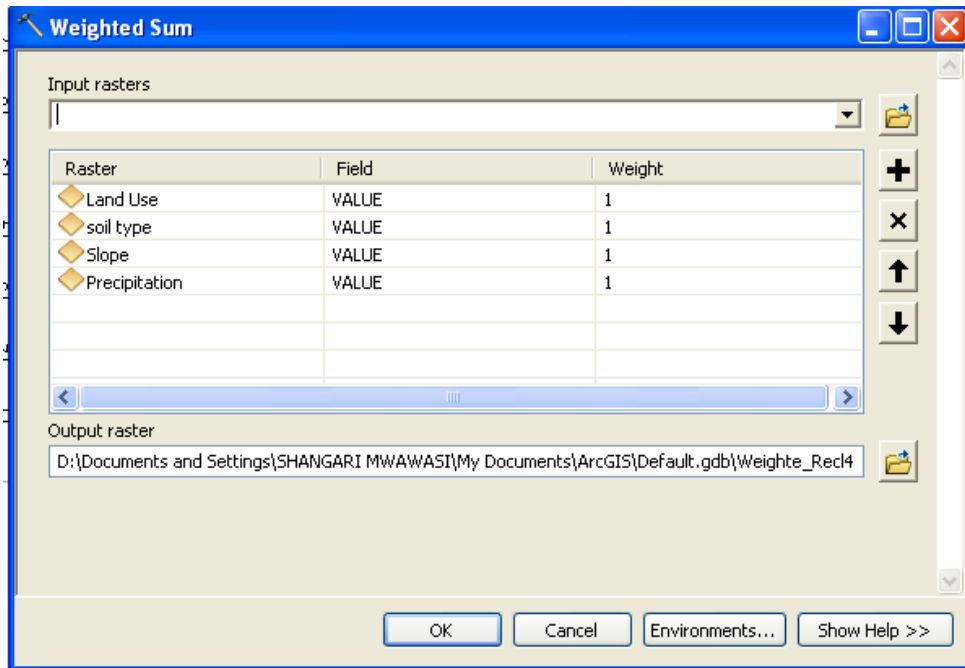 Weighted Sum
Input rasters
Raster Field Weight
Land Use VALUE 1
soil type VALUE 1
Slope VALUE 1
Precipitation VALUE 1
Output raster
D:\Documents and Settings\SHANGARI MWAWASI\My Documents\ArcGIS\Default.gdb\Weighte_Recl4
OK Cancel Environments... Show Help >>